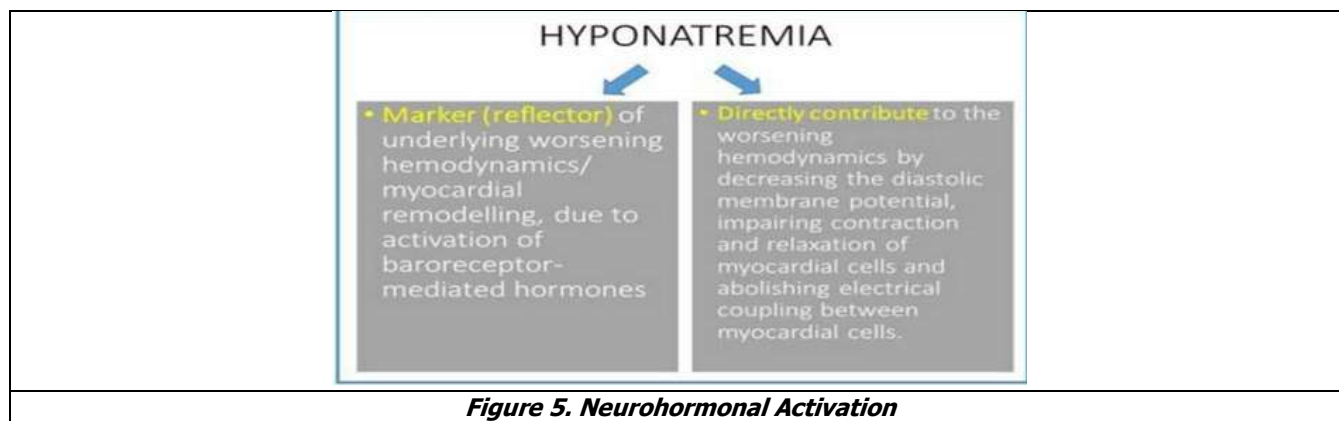 HYPONATREMIA
• Marker (reflector) of
underlying worsening
hemodynamics/
myocardial
remodelling, due to
activation of
baroreceptor-
mediated hormones
• Directly contribute to the
worsening
hemodynamics by
decreasing the diastolic
membrane potential,
impairing contraction
and relaxation of
myocardial cells and
abolishing electrical
coupling between
myocardial cells.
Figure 5. Neurohormonal Activation